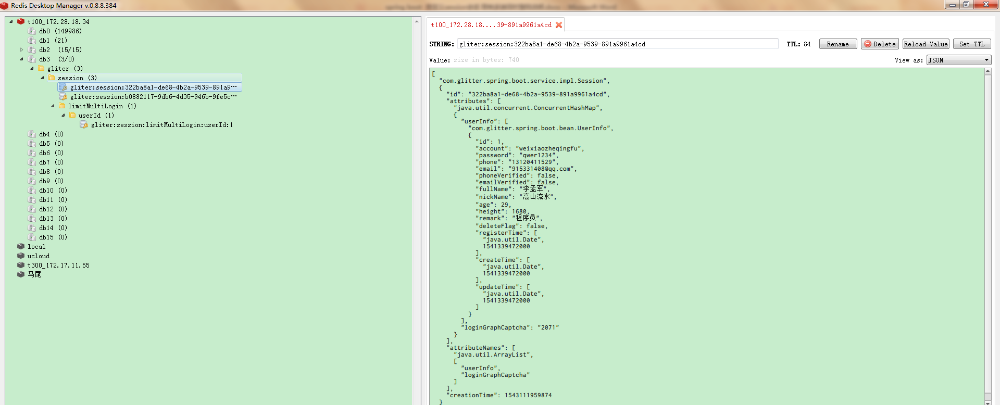 Redis Desktop Manager v.0.8.8.384
t100_172.28.18.34
db0 (149986)
db1 (21)
db2 (15/15)
db3 (3/0)
gliter (3)
session (3)
gliter:session:322ba8a1-de68-4b2a-9539-891a9···
gliter:session:b0882117-9db6-4d35-946b-9fe5c···
limitMultiLogin (1)
userId (1)
gliter:session:limitMultiLogin:userId:1
db4 (0)
db5 (0)
db6 (0)
db7 (0)
db8 (0)
db9 (0)
db10 (0)
db11 (0)
db12 (0)
db13 (0)
db14 (0)
db15 (0)
local
ucloud
t300_172.17.11.55
马尾
t100_172.28.18....39-891a9961a4cd
STRING: gliter:session:322ba8a1-de68-4b2a-9539-891a9961a4cd TTL: 84 Rename Delete Reload Value Set TTL
Value: size in bytes: 740 View as: JSON
[
"com.glitter.spring.boot.service.impl.Session",
{
"id": "322ba8a1-de68-4b2a-9539-891a9961a4cd",
"attributes": [
"java.util.concurrent.ConcurrentHashMap",
{
"userInfo": [
"com.glitter.spring.boot.bean.UserInfo",
{
"id": 1,
"account": "weixiaozheqingfu",
"password": "qwer1234",
"phone": "13120411529",
"email": "915331408@qq.com",
"phoneVerified": false,
"emailVerified": false,
"fullName": "李孟军",
"nickName": "高山流水",
"age": 29,
"height": 1680,
"remark": "程序员",
"deleteFlag": false,
"registerTime": [
"java.util.Date",
1541339472000
],
"createTime": [
"java.util.Date",
1541339472000
],
"updateTime": [
"java.util.Date",
1541339472000
]
}
],
"loginGraphCaptcha": "2071"
}
],
"attributeNames": [
"java.util.ArrayList",
[
"userInfo",
"loginGraphCaptcha"
]
],
"creationTime": 1543111959874
}